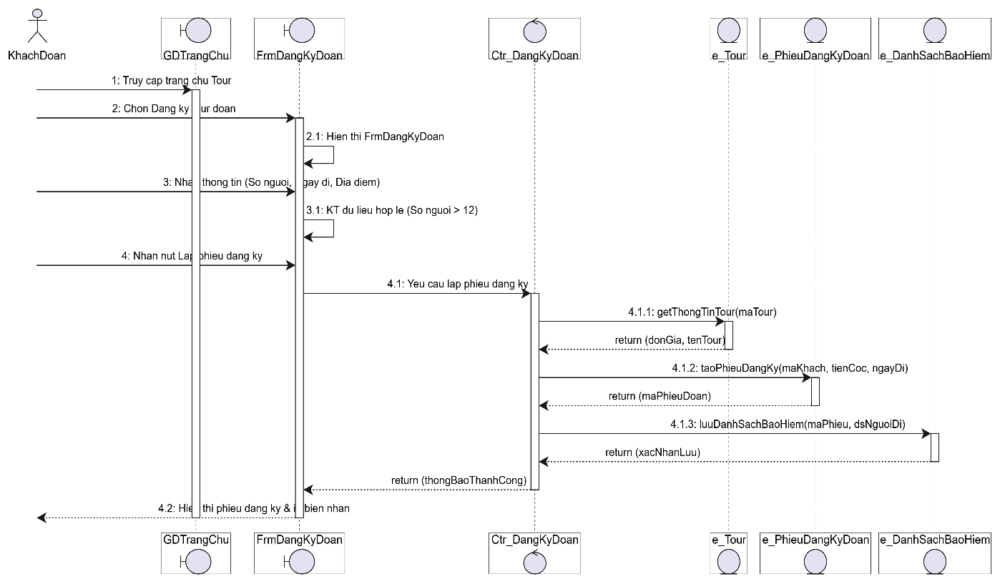 KhachDoan
GDTrangChu
FrmDangKyDoan
Ctr_DangKyDoan
e_Tour
e_PhieuDangKyDoan
e_DanhSachBaoHiem
1: Truy cap trang chu Tour
2: Chon Dang ky ur doan
2.1: Hien thi FrmDangKyDoan
3: Nha thong tin (So nguoi, gay di, Dia diem)
3.1: KT du lieu hop le (So nguoi > 12)
4: Nhan nut Lap phieu dang ky
4.1: Yeu cau lap phieu dang ky
4.1.1: getThongTinTour(maTour)
return (donGia, tenTour)
4.1.2: taoPhieuDangKy(maKhach, tienCoc, ngayDi)
return (maPhieuDoan)
4.1.3: luuDanhSachBaoHiem(maPhieu, dsNguoiDi)
return (xacNhanLuu)
return (thongBaoThanhCong)
4.2: Hie thi phieu dang ky & i bien nhan
GDTrangChu
FrmDangKyDoan
Ctr_DangKyDoan
e_Tour
e_PhieuDangKyDoan
e_DanhSachBaoHiem